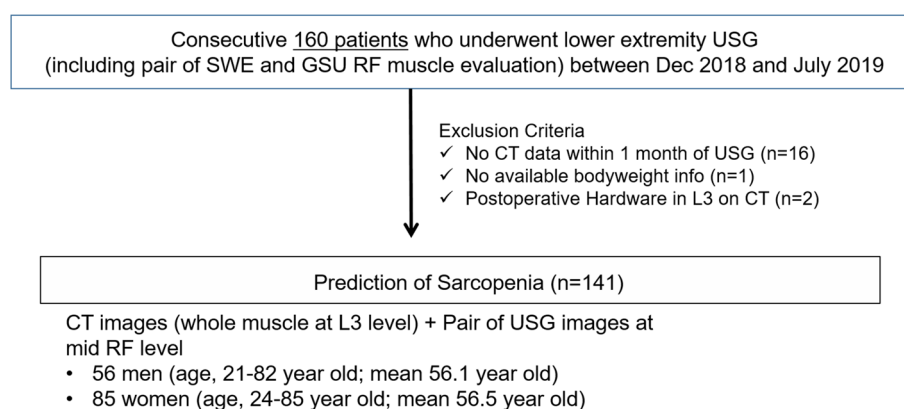 Consecutive 160 patients who underwent lower extremity USG
(including pair of SWE and GSU RF muscle evaluation) between Dec 2018 and July 2019
Exclusion Criteria
✓ No CT data within 1 month of USG (n=16)
✓ No available bodyweight info (n=1)
✓ Postoperative Hardware in L3 on CT (n=2)
Prediction of Sarcopenia (n=141)
CT images (whole muscle at L3 level) + Pair of USG images at
mid RF level
• 56 men (age, 21-82 year old; mean 56.1 year old)
• 85 women (age, 24-85 year old; mean 56.5 year old)